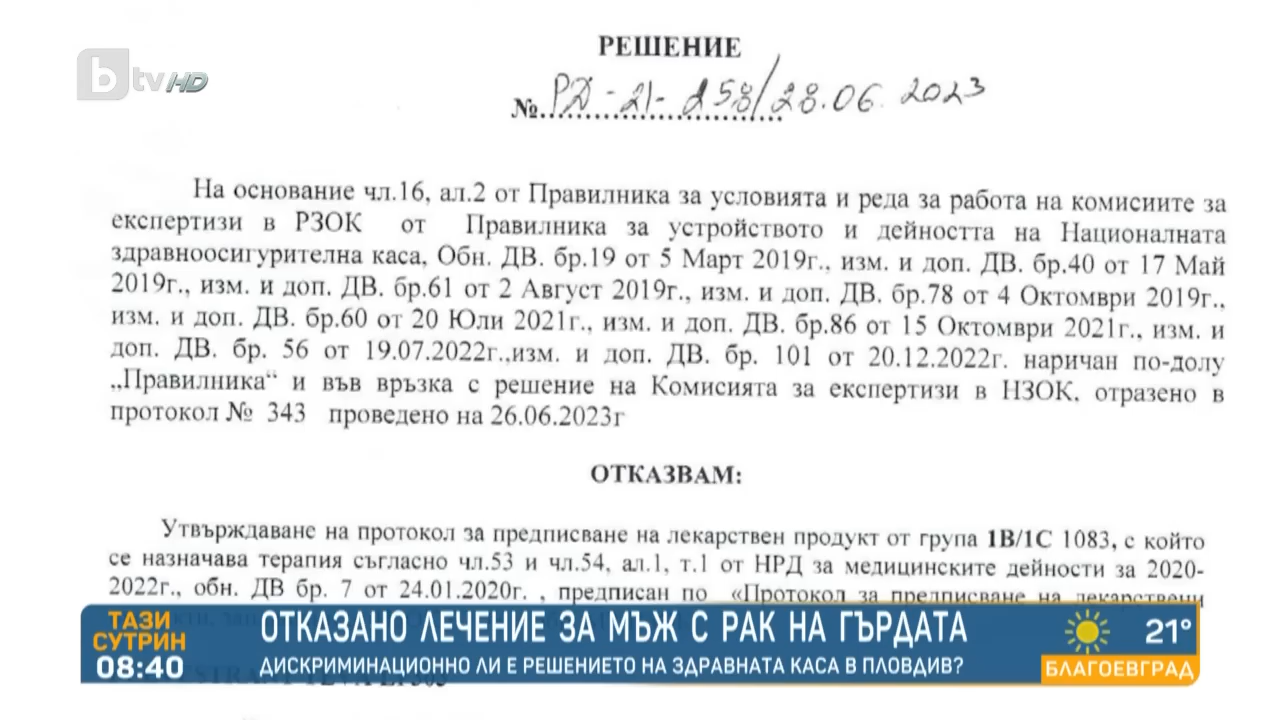 btv HD
РЕШЕНИЕ
№ РД-21-258/28.06.2023
На основание чл.16, ал.2 от Правилника за условията и реда за работа на комисиите за
експертизи в РЗОК от Правилника за устройството и дейността на Националната
здравноосигурителна каса, Обн. ДВ. бр.19 от 5 Март 2019г., изм. и доп. ДВ. бр.40 от 17 Май
2019г., изм. и доп. ДВ. бр.61 от 2 Август 2019г., изм. и доп. ДВ. бр.78 от 4 Октомври 2019г.,
изм. и доп. ДВ. бр.60 от 20 Юли 2021г., изм. и доп. ДВ. бр.86 от 15 Октомври 2021г., изм. и
доп. ДВ. бр. 56 от 19.07.2022г.,изм. и доп. ДВ. бр. 101 от 20.12.2022г. наричан по-долу
„Правилника“ и във връзка с решение на Комисията за експертизи в НЗОК, отразено в
протокол № 343 проведено на 26.06.2023г
ОТКАЗВАМ:
Утвърждаване на протокол за предписване на лекарствен продукт от група 1В/1С 1083, с който
се назначава терапия съгласно чл.53 и чл.54, ал.1, т.1 от НРД за медицинските дейности за 2020-
2022г., обн. ДВ бр. 7 от 24.01.2020г. , предписан по «Протокол за предписване на лекарствени
ТАЗИ
СУТРИН
08:40
ОТКАЗАНО ЛЕЧЕНИЕ ЗА МЪЖ С РАК НА ГЪРДАТА
ДИСКРИМИНАЦИОННО ЛИ Е РЕШЕНИЕТО НА ЗДРАВНАТА КАСА В ПЛОВДИВ?
21°
БЛАГОЕВГРАД